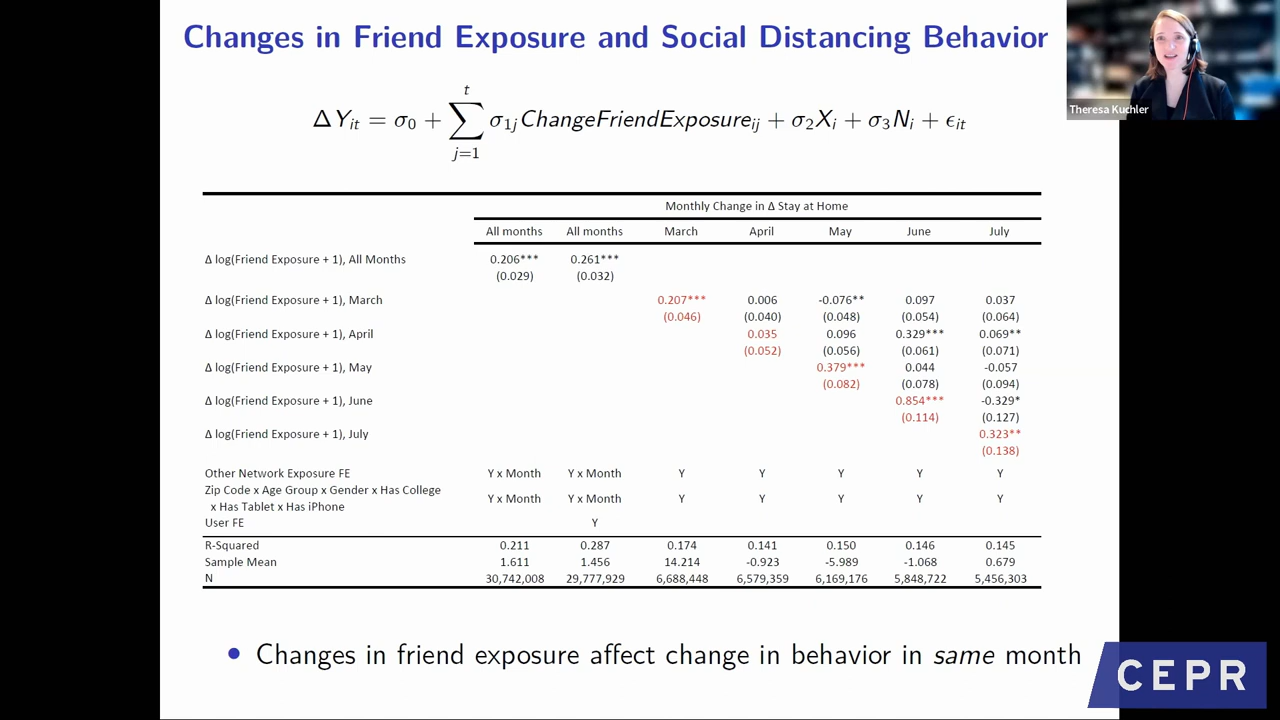 Changes in Friend Exposure and Social Distancing Behavior
Theresa Kuchler
ΔY_it = σ_0 + ∑_{j=1}^{t} σ_1j ChangeFriendExposure_ij + σ_2 X_i + σ_3 N_i + ϵ_it
Monthly Change in Δ Stay at Home
All months All months March April May June July
Δ log(Friend Exposure + 1), All Months 0.206*** 0.261***
(0.029) (0.032)
Δ log(Friend Exposure + 1), March 0.207*** 0.006 -0.076** 0.097 0.037
(0.046) (0.040) (0.048) (0.054) (0.064)
Δ log(Friend Exposure + 1), April 0.035 0.096 0.329*** 0.069**
(0.052) (0.056) (0.061) (0.071)
Δ log(Friend Exposure + 1), May 0.379*** 0.044 -0.057
(0.082) (0.078) (0.094)
Δ log(Friend Exposure + 1), June 0.854*** -0.329*
(0.114) (0.127)
Δ log(Friend Exposure + 1), July 0.323**
(0.138)
Other Network Exposure FE Y x Month Y x Month Y Y Y Y Y
Zip Code x Age Group x Gender x Has College
x Has Tablet x Has iPhone Y x Month Y x Month Y Y Y Y Y
User FE Y
R-Squared 0.211 0.287 0.174 0.141 0.150 0.146 0.145
Sample Mean 1.611 1.456 14.214 -0.923 -5.989 -1.068 0.679
N 30,742,008 29,777,929 6,688,448 6,579,359 6,169,176 5,848,722 5,456,303
• Changes in friend exposure affect change in behavior in same month
CEPR